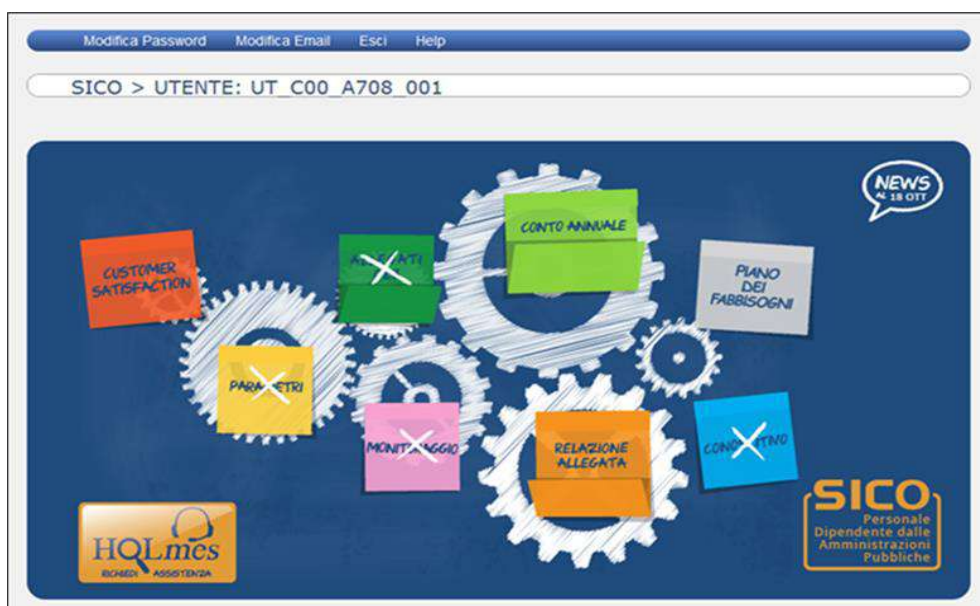 Modifica Password Modifica Email Esci Help
SICO > UTENTE: UT_C00_A708_001
NEWS
AL 18 OTT
CONTO ANNUALE
CUSTOMER
SATISFACTION
PIANO
DEI
FABBISOGNI
RELAZIONE
ALLEGATA
HQLmes
RICHIEDI ASSISTENZA
SICO
Personale
Dipendente dalle
Amministrazioni
Pubbliche